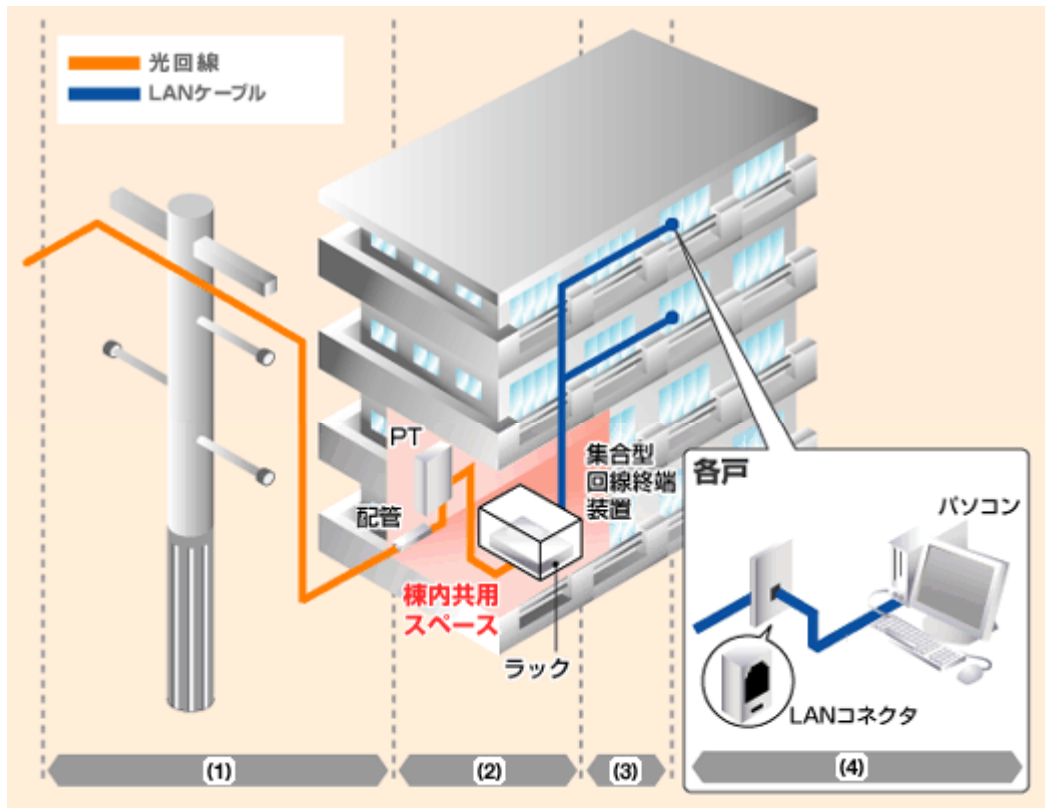 光回線
LANケーブル
PT
配管
集合型
回線終端
装置
棟内共用
スペース
ラック
各戸
パソコン
LANコネクタ
(1)
(2)
(3)
(4)